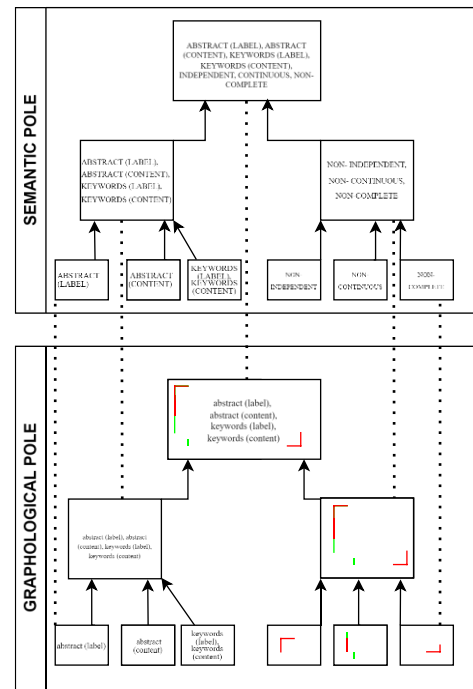 SEMANTIC POLE
ABSTRACT (LABEL), ABSTRACT
(CONTENT), KEYWORDS (LABEL),
KEYWORDS (CONTENT),
INDEPENDENT, CONTINUOUS, NON-
COMPLETE
ABSTRACT (LABEL),
ABSTRACT (CONTENT),
KEYWORDS (LABEL),
KEYWORDS (CONTENT)
NON- INDEPENDENT,
NON- CONTINUOUS,
NON-COMPLETE
ABSTRACT
(LABEL)
ABSTRACT
(CONTENT)
KEYWORDS
(LABEL),
KEYWORDS
(CONTENT)
NON-
INDEPENDENT
NON-
CONTINUOUS
NON-
COMPLETE
GRAPHOLOGICAL POLE
abstract (label),
abstract (content),
keywords (label),
keywords (content)
abstract (label), abstract
(content), keywords (label),
keywords (content)
abstract (label)
abstract
(content)
keywords
(label),
keywords
(content)